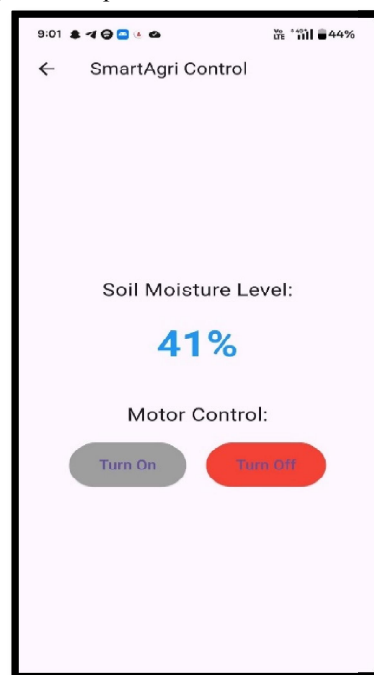 9:01 44%
SmartAgri Control
Soil Moisture Level:
41%
Motor Control:
Turn On Turn Off